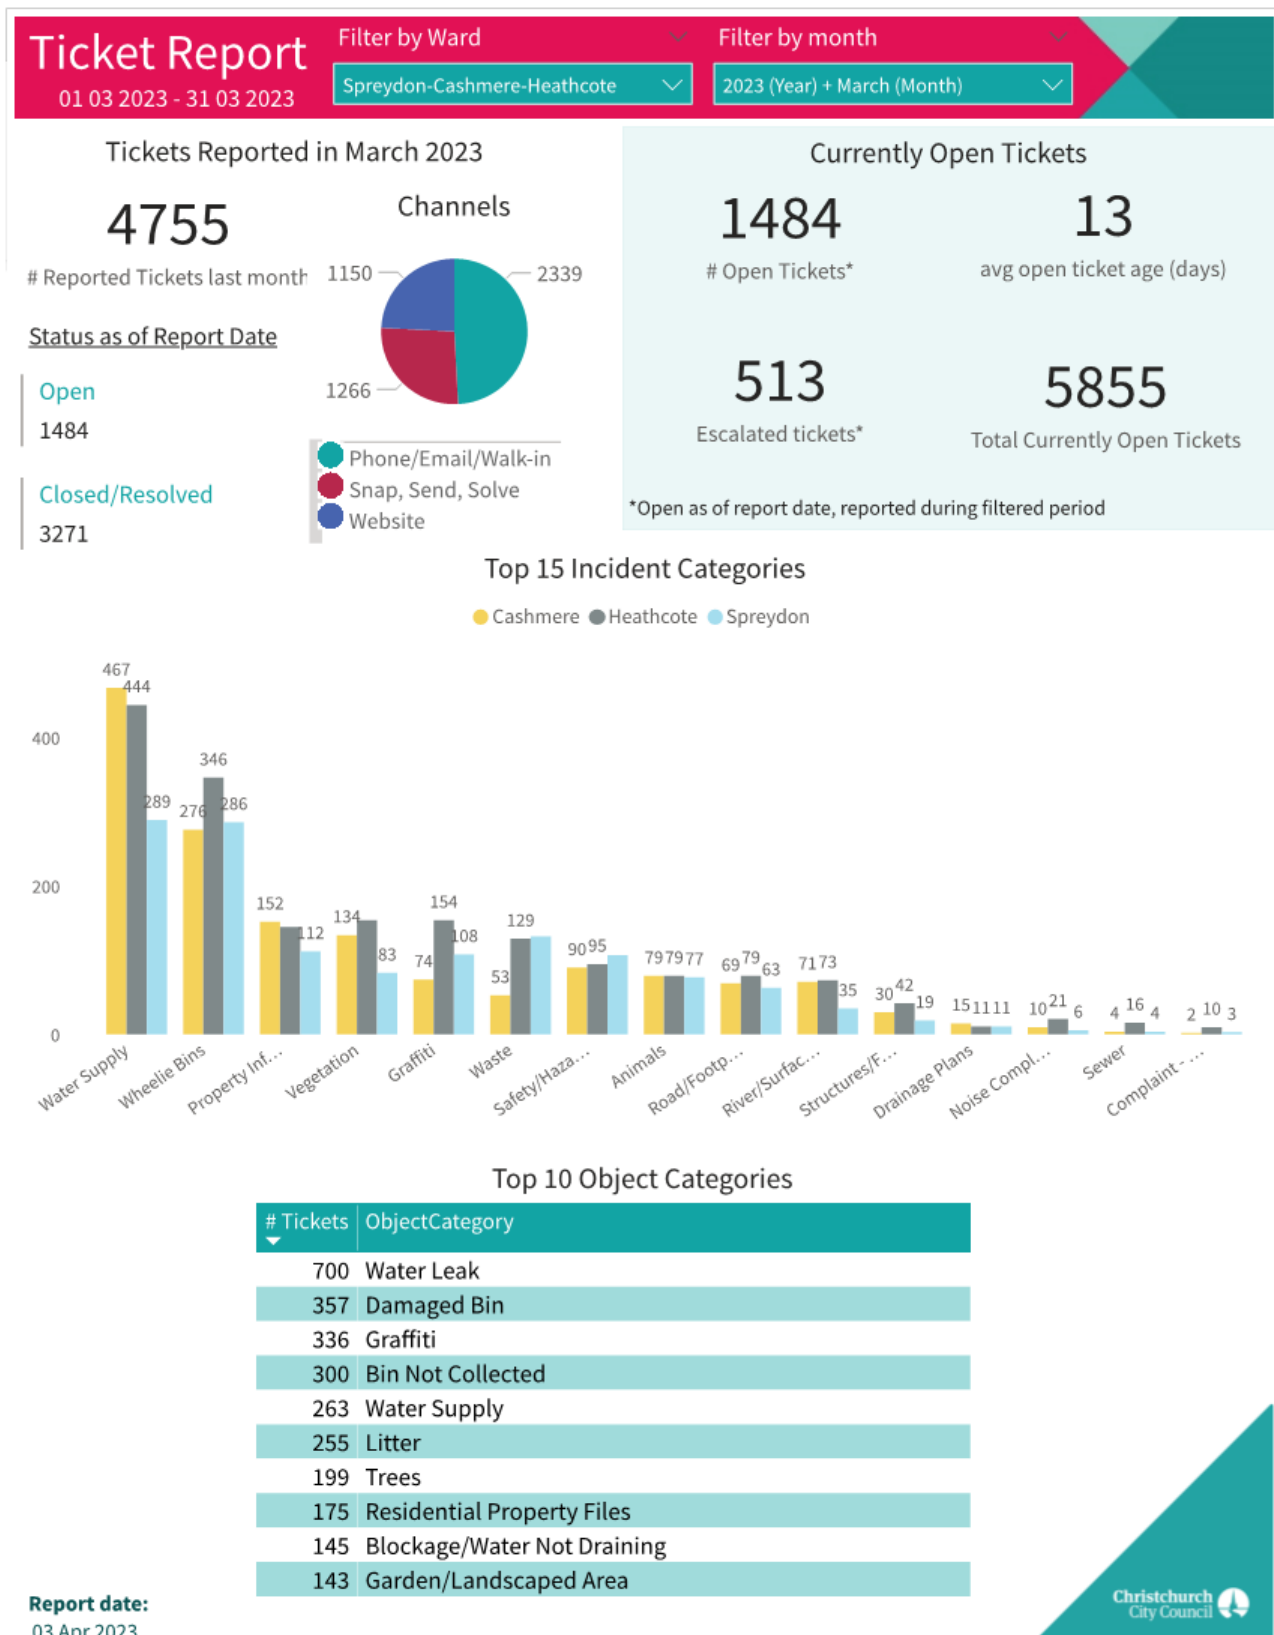 Ticket Report
01 03 2023 - 31 03 2023
Filter by Ward
Spreydon-Cashmere-Heathcote
Filter by month
2023 (Year) + March (Month)
Tickets Reported in March 2023
4755
# Reported Tickets last month
Status as of Report Date
Open
1484
Closed/Resolved
3271
Channels
1150
2339
1266
Phone/Email/Walk-in
Snap, Send, Solve
Website
Currently Open Tickets
1484
# Open Tickets*
13
avg open ticket age (days)
513
Escalated tickets*
5855
Total Currently Open Tickets
*Open as of report date, reported during filtered period
Top 15 Incident Categories
Cashmere Heathcote Spreydon
400
200
0
467 444 289
276 346 286
152 112
134 83
74 154 108
53 129
90 95
79 79 77
69 79 63
71 73 35
30 42 19
15 11 11
10 21 6
4 16 4
2 10 3
Water Supply
Wheelie Bins
Property Inf...
Vegetation
Graffiti
Waste
Safety/Haza...
Animals
Road/Footp...
River/Surfac...
Structures/F...
Drainage Plans
Noise Compl...
Sewer
Complaint - ...
Top 10 Object Categories
# Tickets ObjectCategory
700 Water Leak
357 Damaged Bin
336 Graffiti
300 Bin Not Collected
263 Water Supply
255 Litter
199 Trees
175 Residential Property Files
145 Blockage/Water Not Draining
143 Garden/Landscaped Area
Report date:
03 Apr 2023
Christchurch
City Council